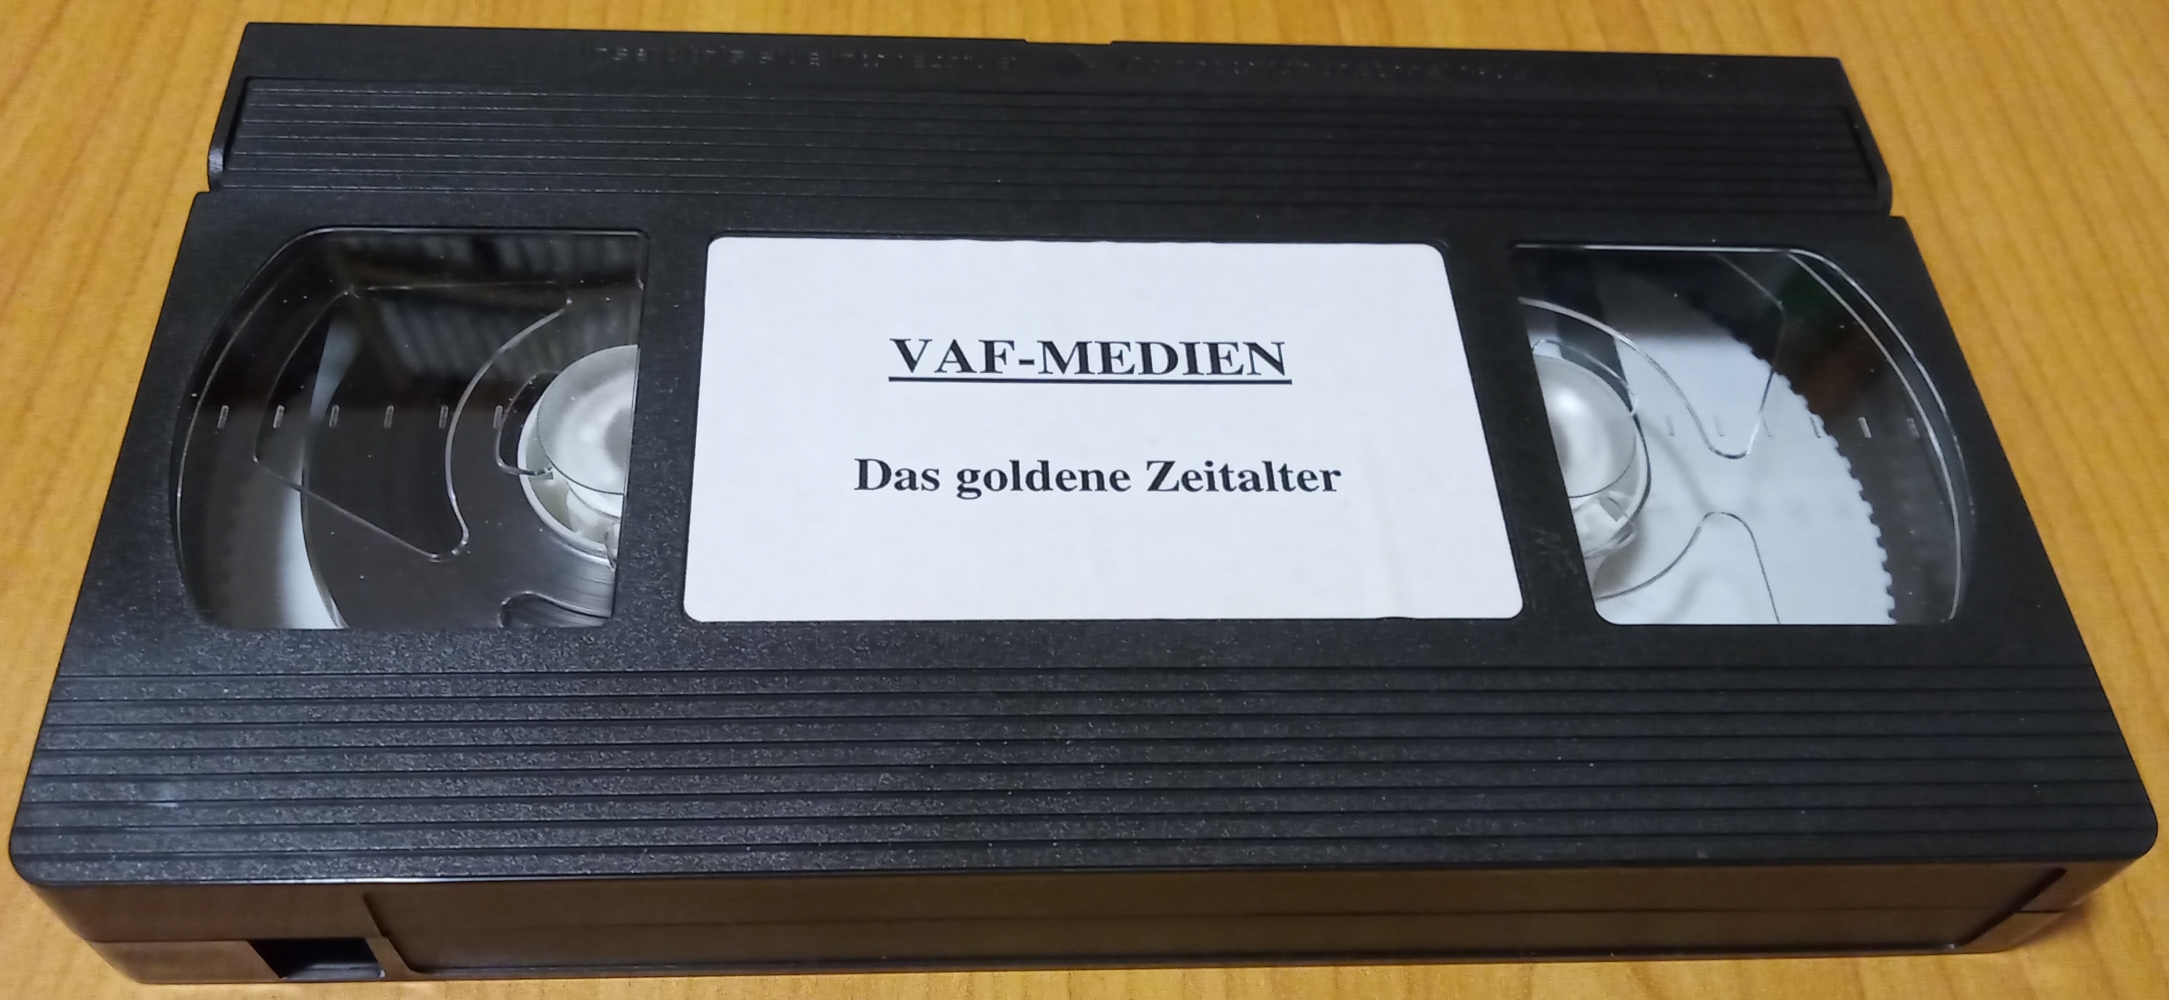 VAF-MEDIEN
Das goldene Zeitalter